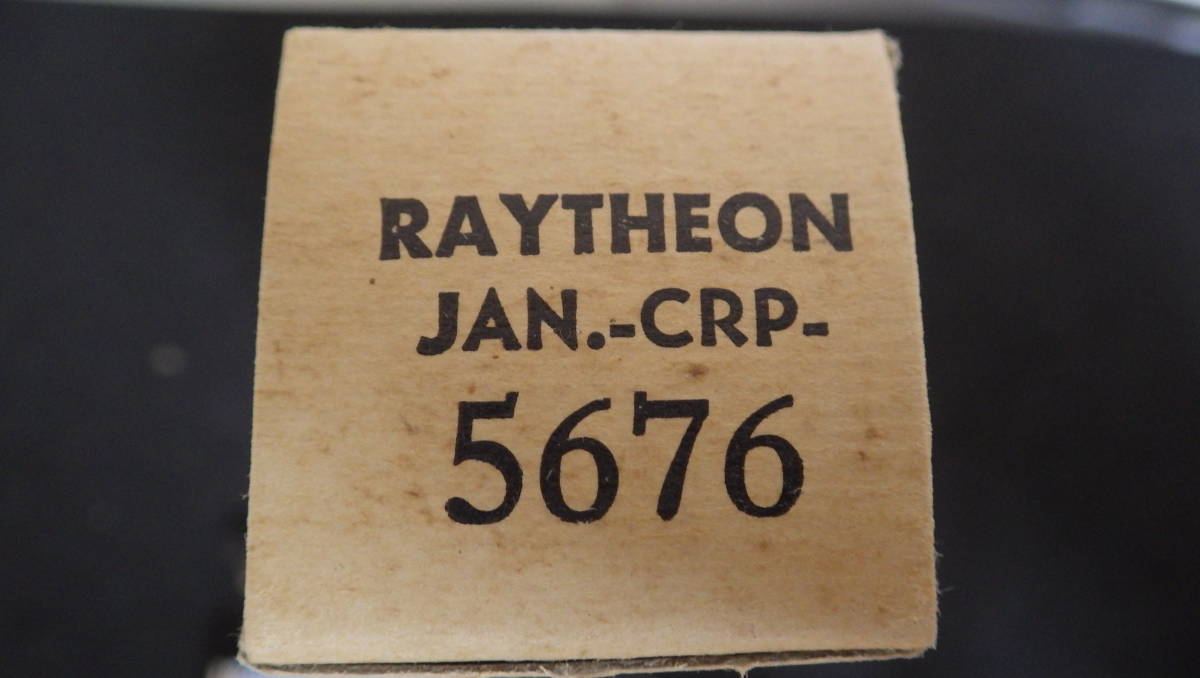 RAYTHEON
JAN.-CRP-
5676